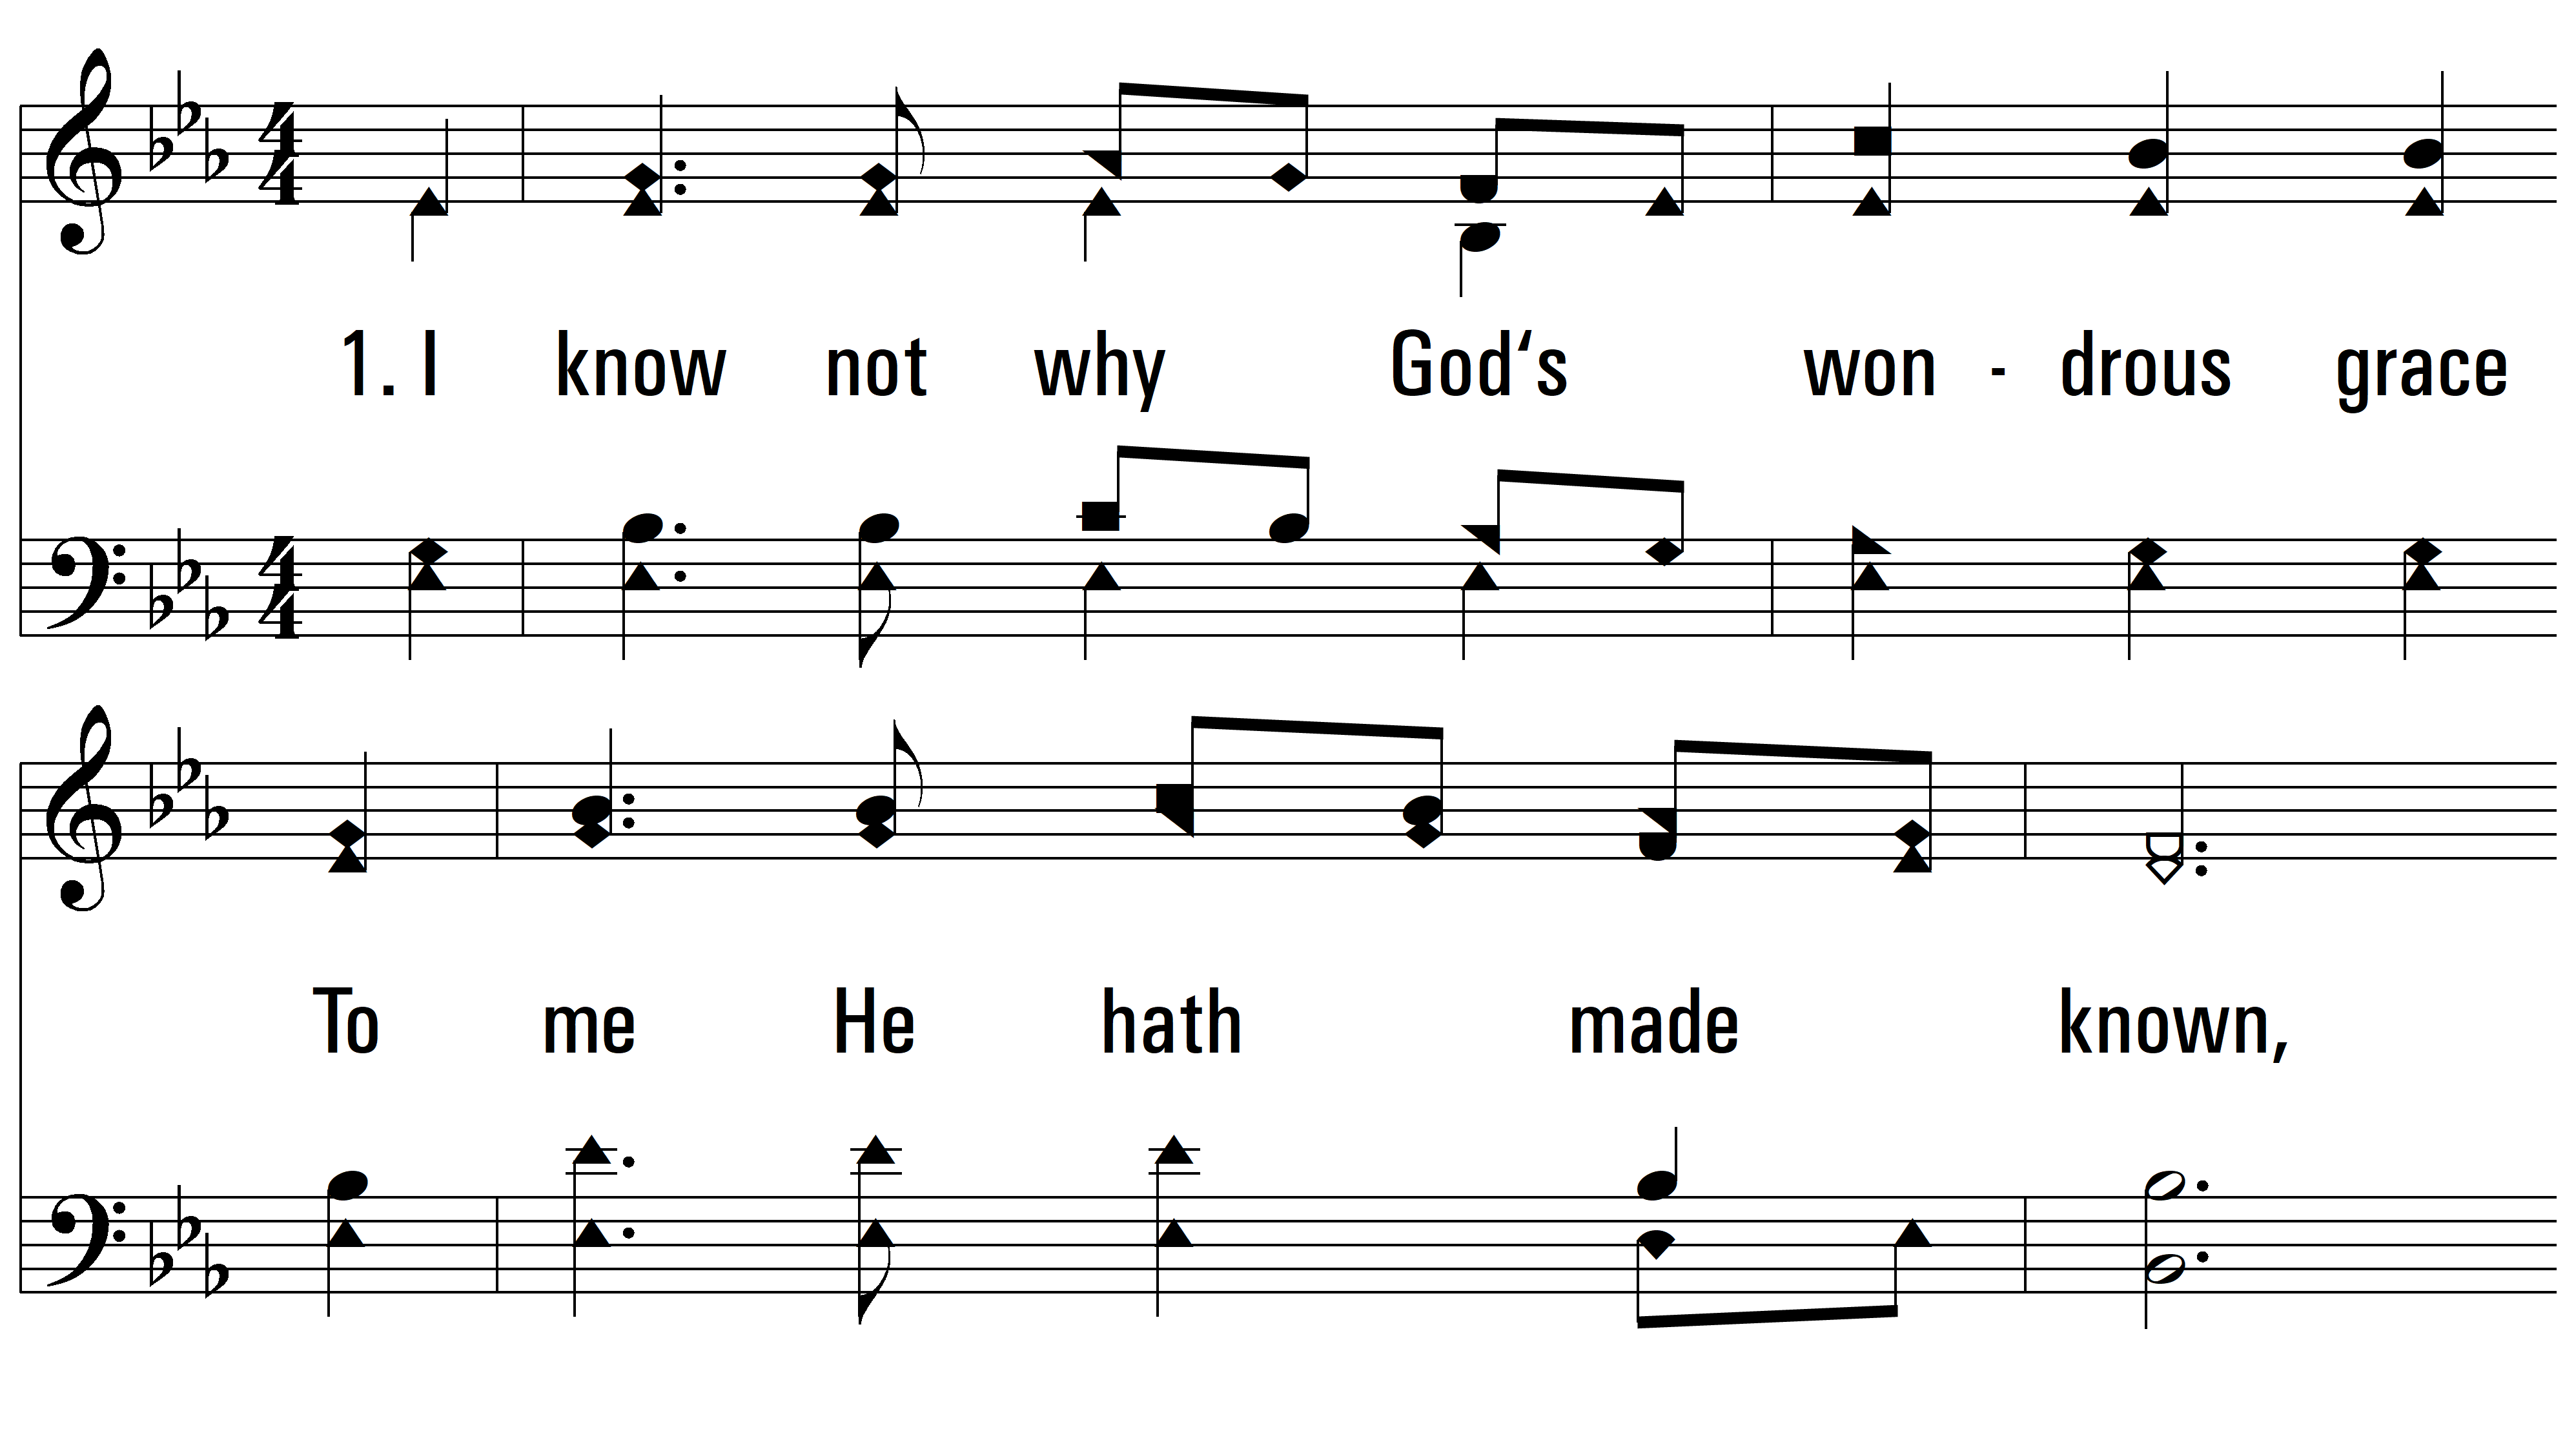 1. I know not why God‘s won - drous grace
To me He hath made known,